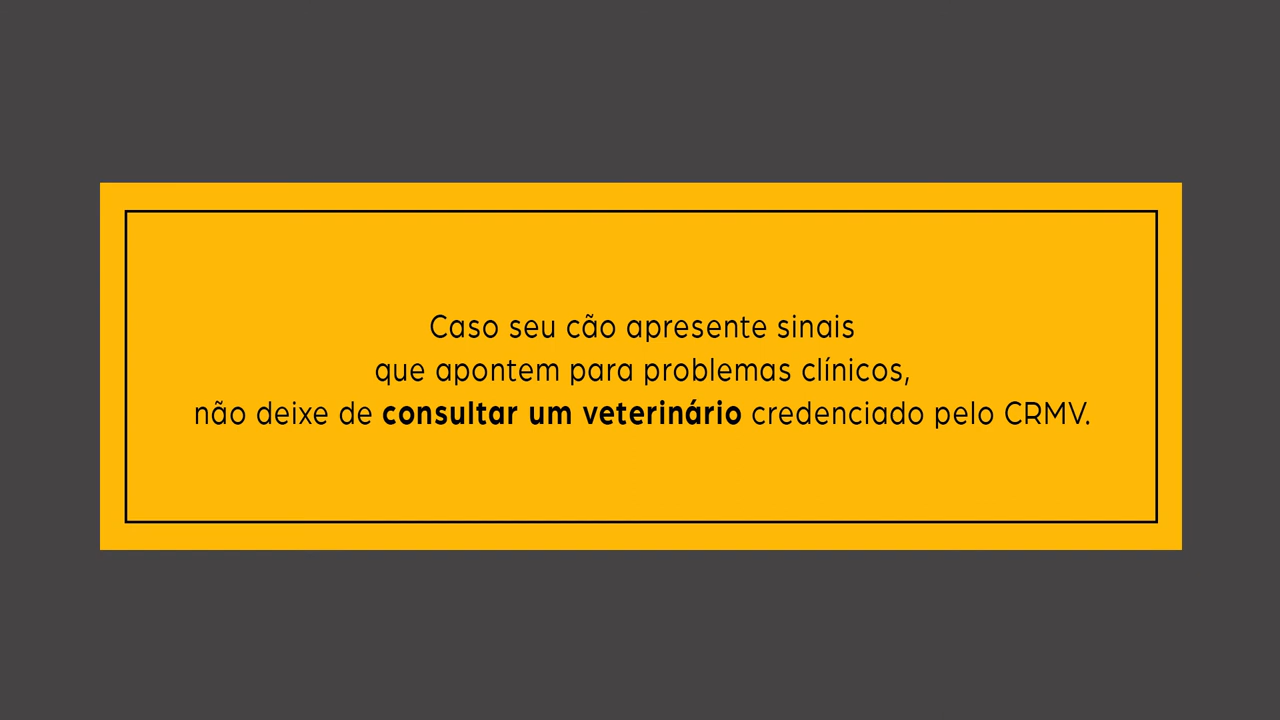 Caso seu cão apresente sinais
que apontem para problemas clínicos,
não deixe de consultar um veterinário credenciado pelo CRMV.